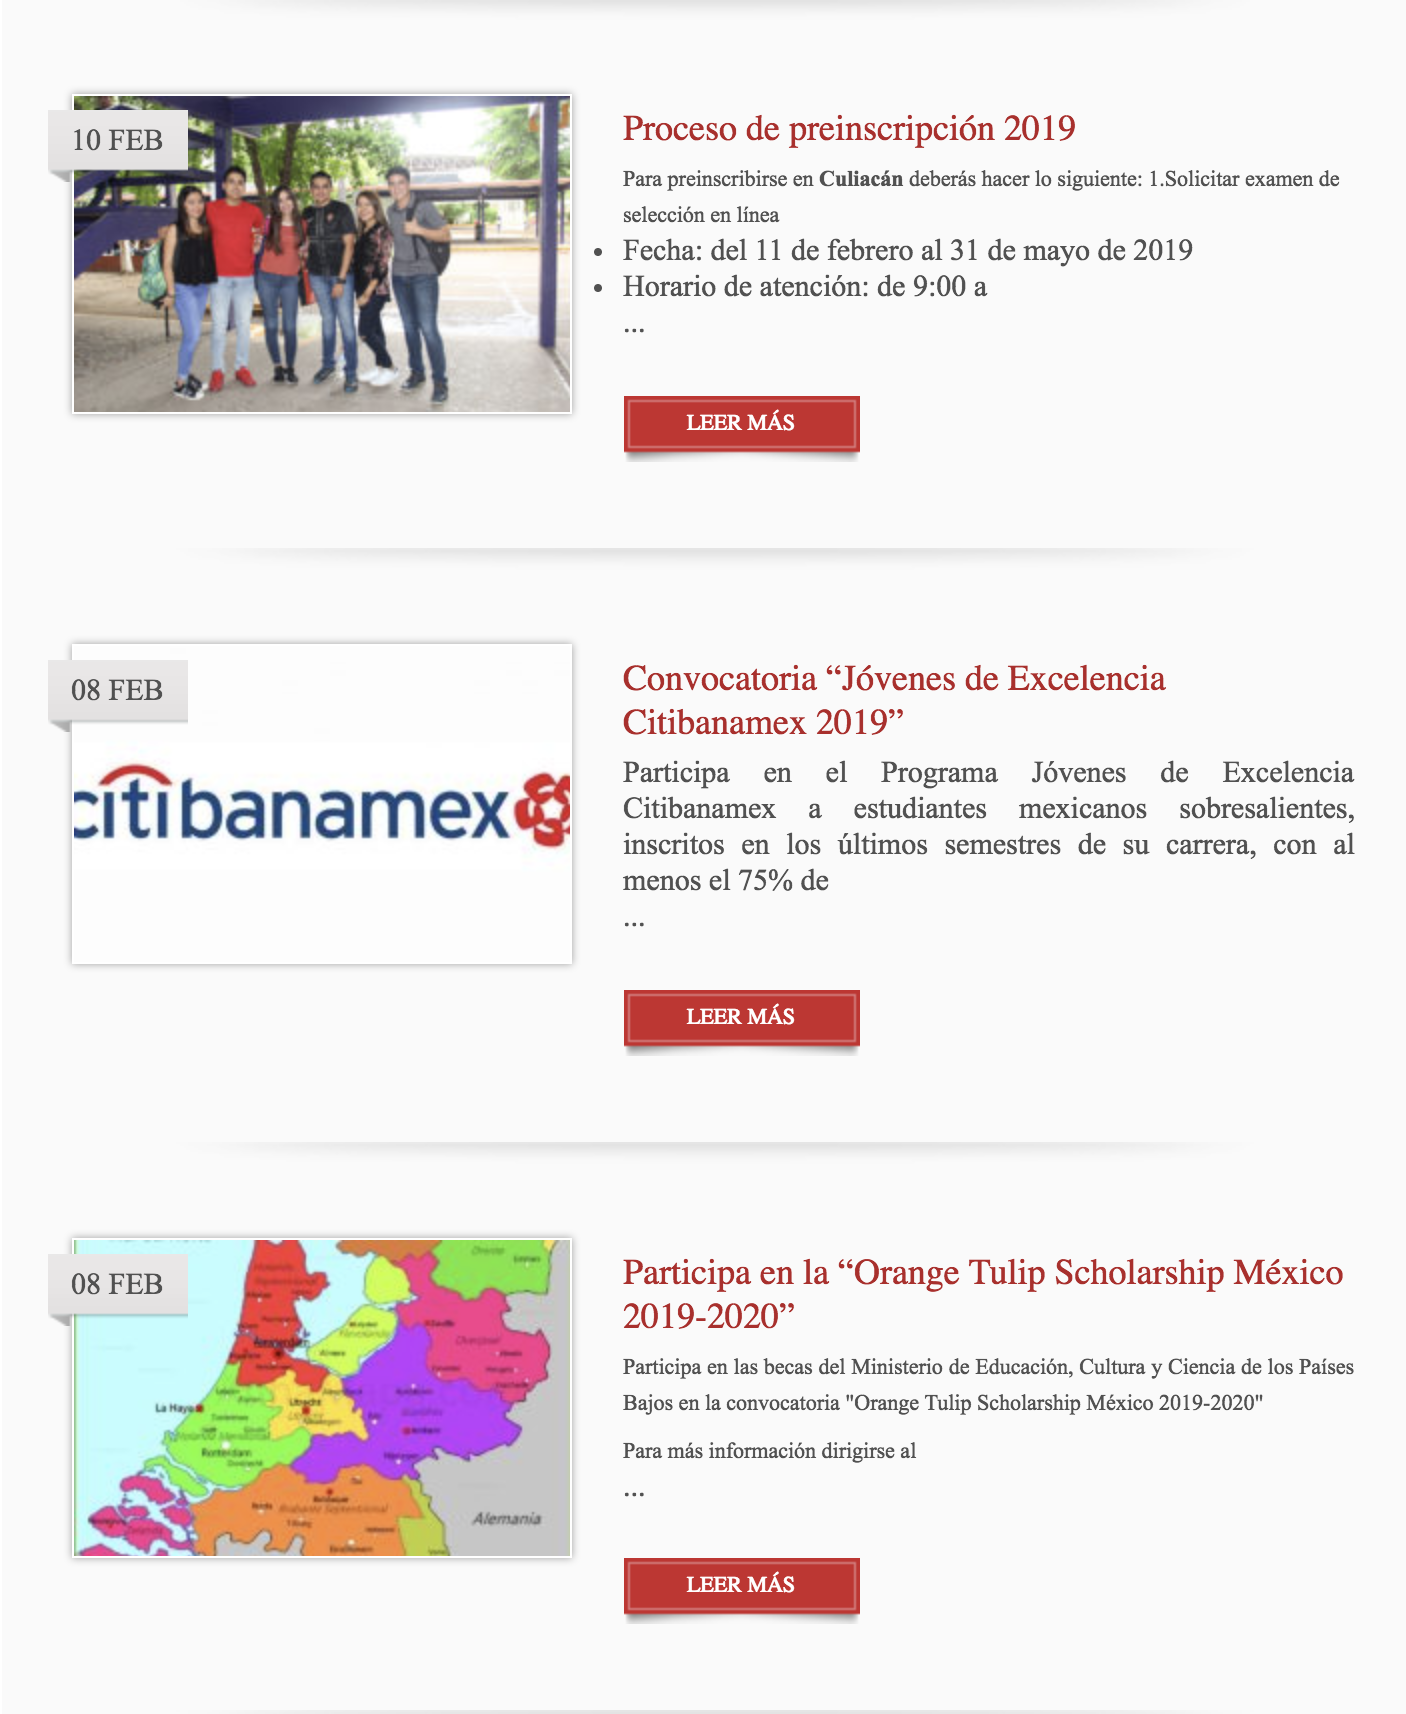 10 FEB
Proceso de preinscripción 2019
Para preinscribirse en Culiacán deberás hacer lo siguiente: 1.Solicitar examen de
selección en línea
• Fecha: del 11 de febrero al 31 de mayo de 2019
• Horario de atención: de 9:00 a
...
LEER MÁS
08 FEB
citibanamex
Convocatoria “Jóvenes de Excelencia
Citibanamex 2019”
Participa en el Programa Jóvenes de Excelencia
Citibanamex a estudiantes mexicanos sobresalientes,
inscritos en los últimos semestres de su carrera, con al
menos el 75% de
...
LEER MÁS
08 FEB
Amsterdam
La Haya
Utrecht
Rotterdam
Alemania
Participa en la “Orange Tulip Scholarship México
2019-2020”
Participa en las becas del Ministerio de Educación, Cultura y Ciencia de los Países
Bajos en la convocatoria "Orange Tulip Scholarship México 2019-2020"
Para más información dirigirse al
...
LEER MÁS